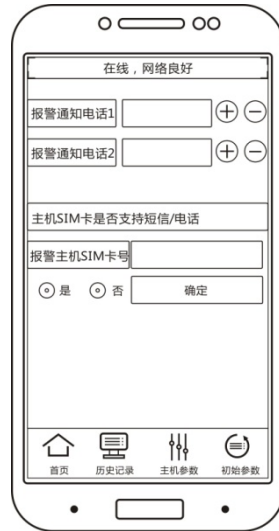 在线，网络良好
报警通知电话1
报警通知电话2
主机SIM卡是否支持短信/电话
报警主机SIM卡号
是 否 确定
首页 历史记录 主机参数 初始参数